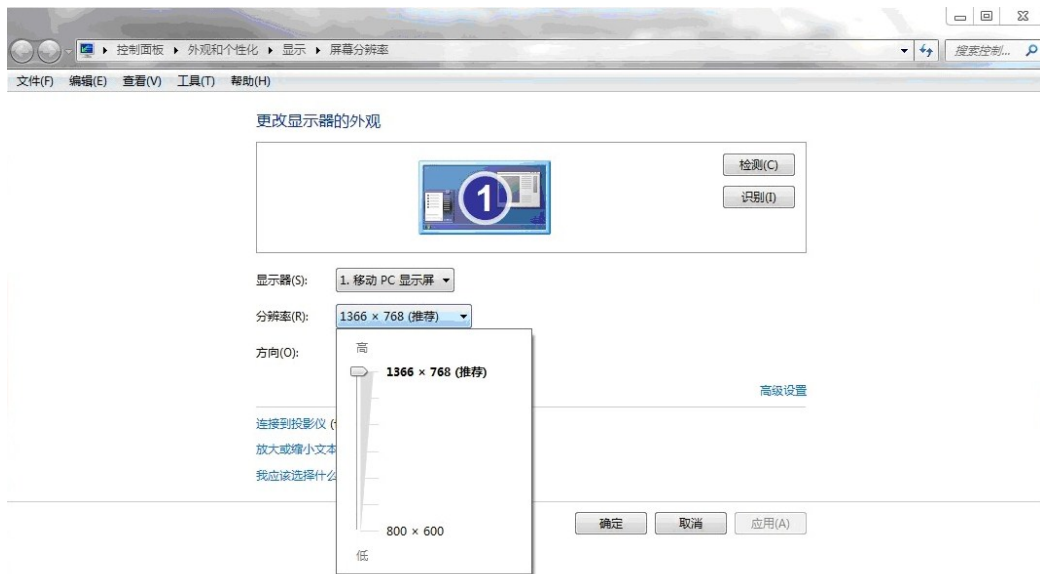 控制面板 ▸ 外观和个性化 ▸ 显示 ▸ 屏幕分辨率
搜索控制...
文件(F) 编辑(E) 查看(V) 工具(T) 帮助(H)
更改显示器的外观
1
检测(C)
识别(I)
显示器(S): 1. 移动 PC 显示屏
分辨率(R): 1366 × 768 (推荐)
方向(O):
高
1366 × 768 (推荐)
高级设置
连接到投影仪
放大或缩小文本
我应该选择什么
800 × 600
低
确定 取消 应用(A)